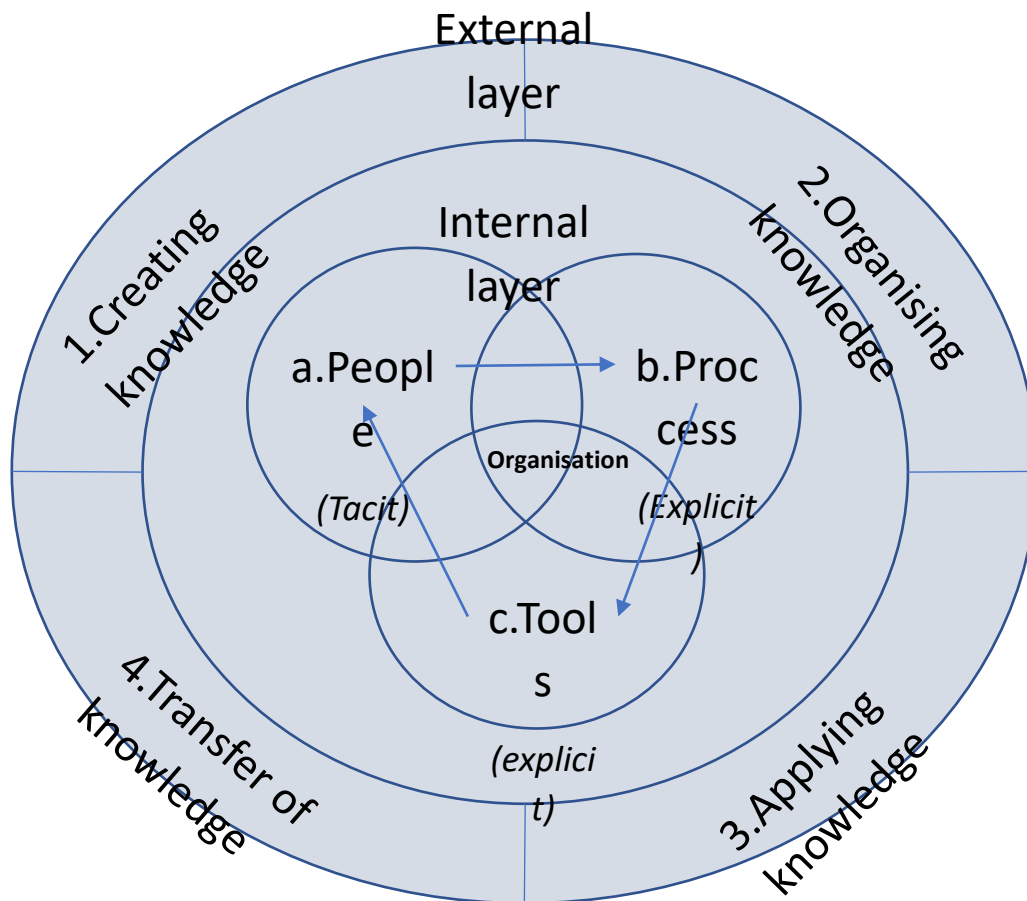 External
layer
1.Creating
knowledge
2.Organising
knowledge
Internal
layer
a.Peopl
e
(Tacit)
b.Proc
cess
(Explicit
)
Organisation
c.Tool
s
(explici
t)
4.Transfer of
knowledge
3.Applying
knowledge